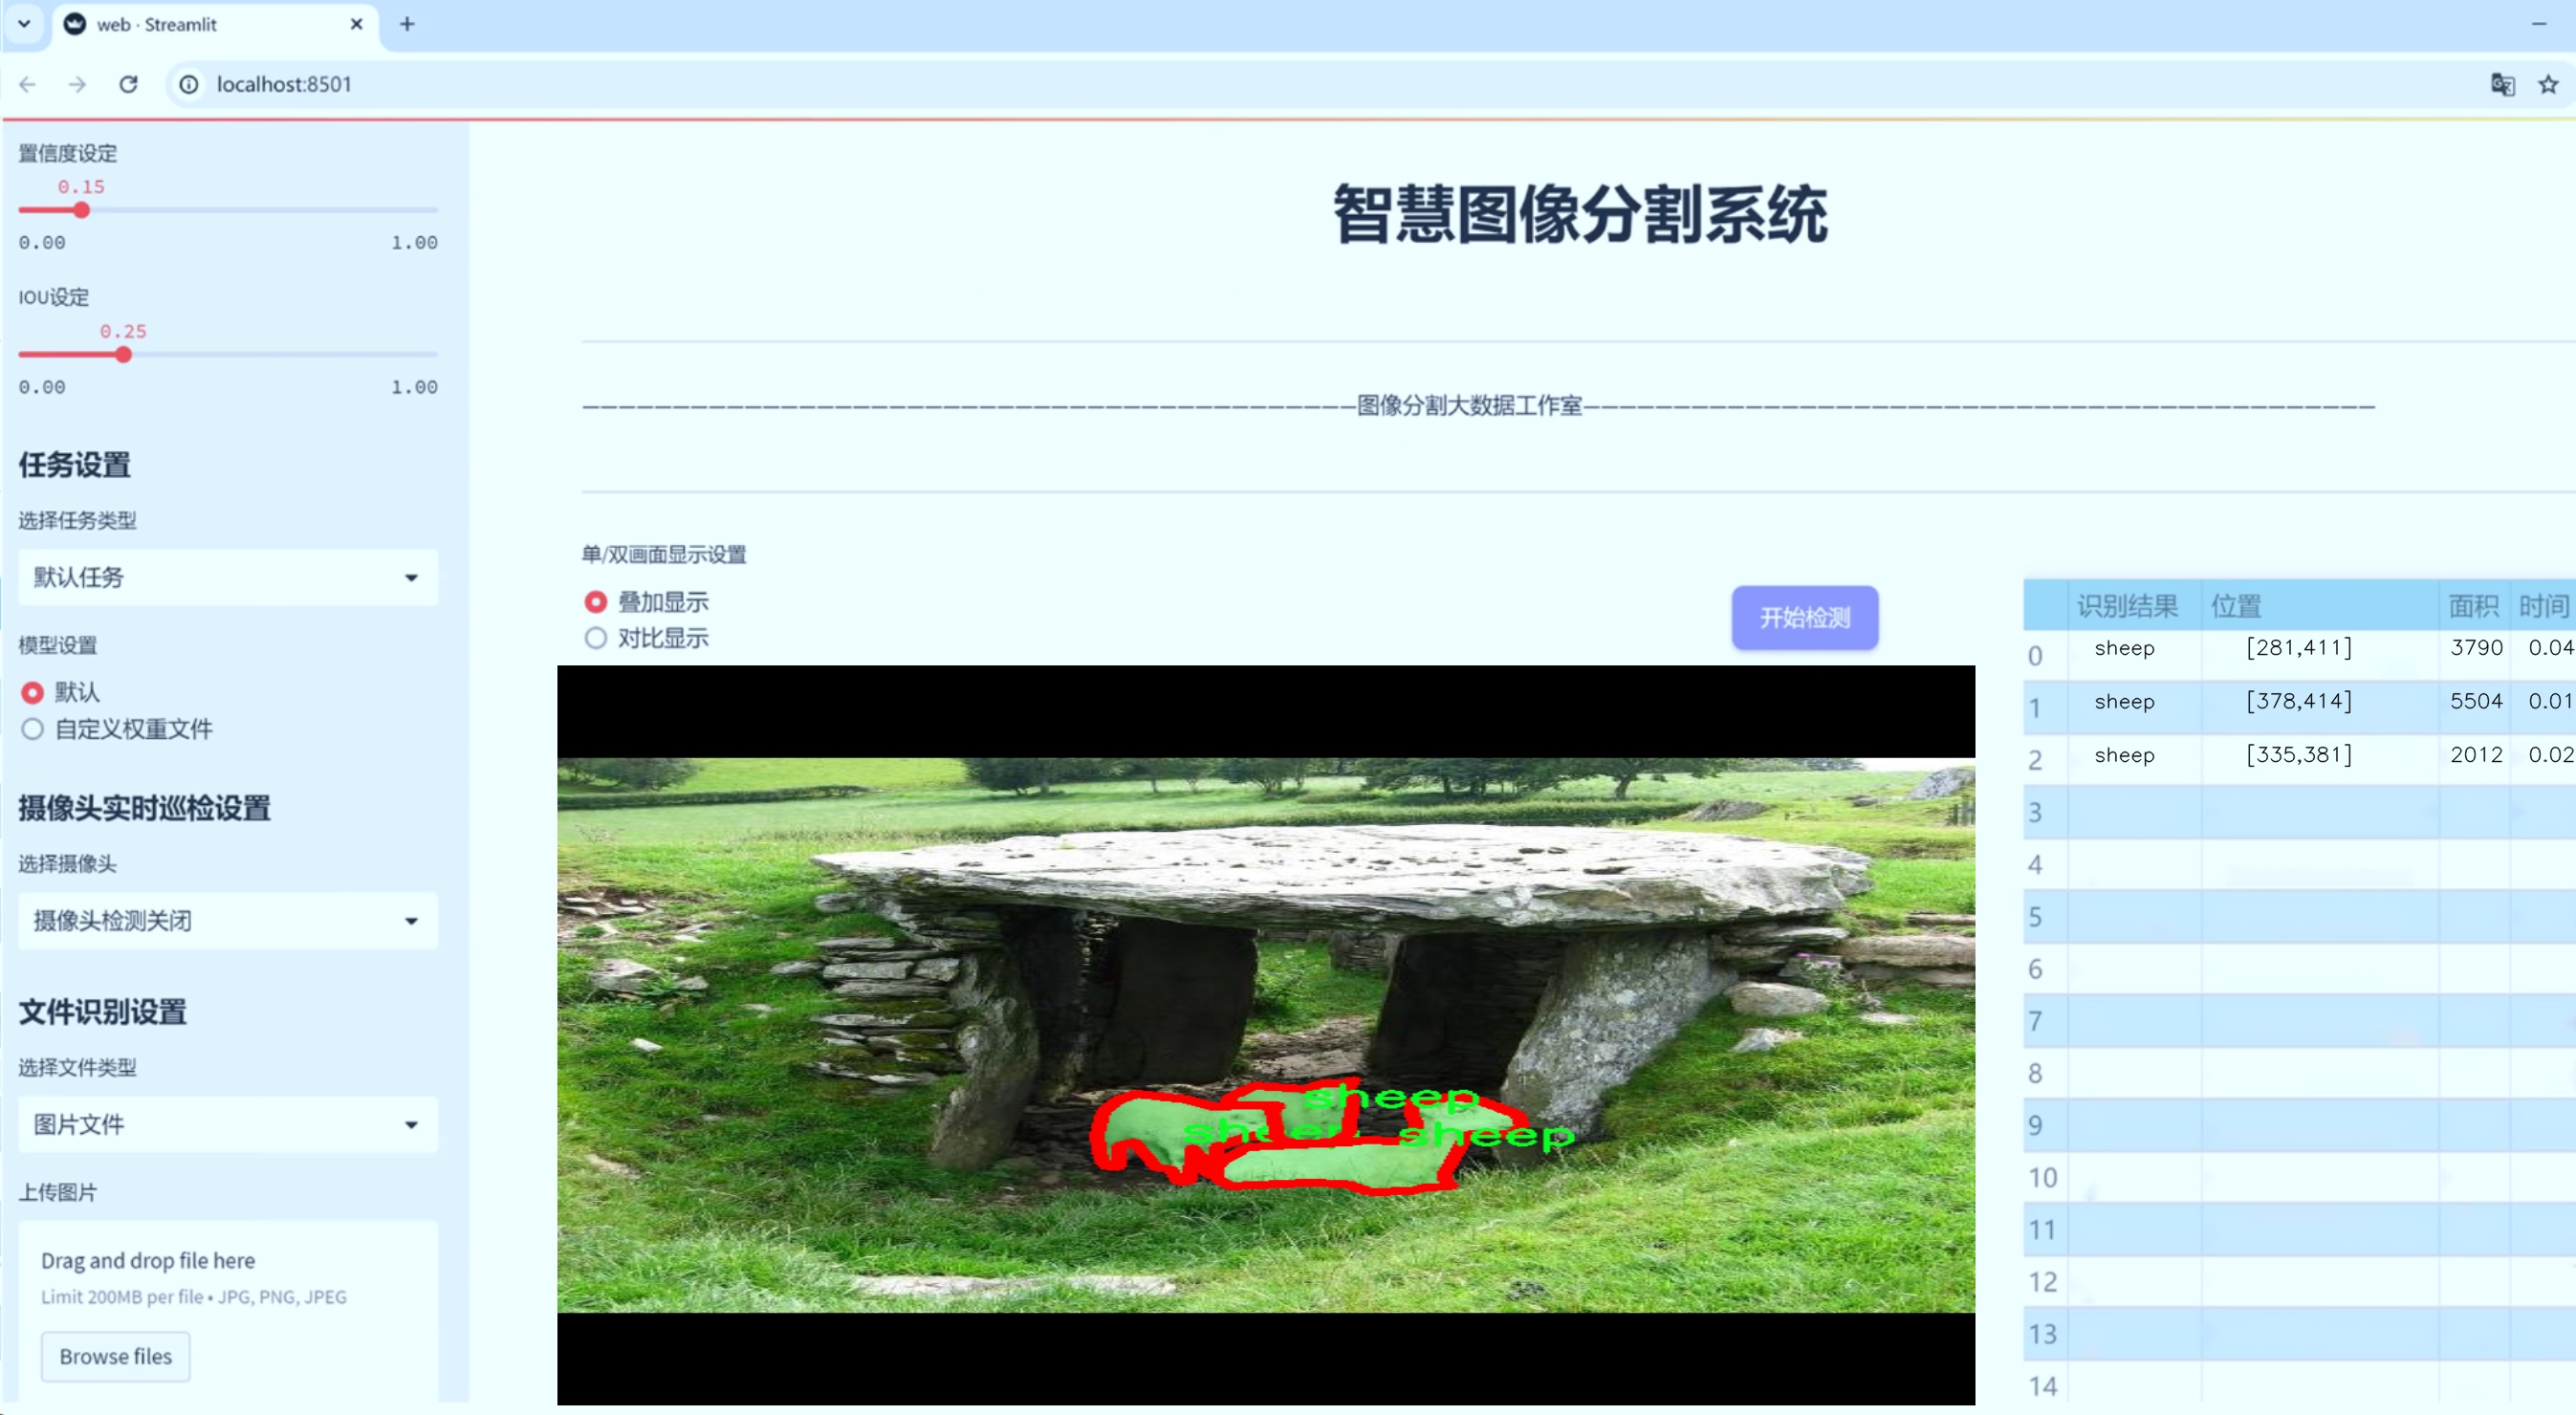 web · Streamlit
localhost:8501
置信度设定
0.15
0.00 1.00
IOU设定
0.25
0.00 1.00
任务设置
选择任务类型
默认任务
模型设置
默认
自定义权重文件
摄像头实时巡检设置
选择摄像头
摄像头检测关闭
文件识别设置
选择文件类型
图片文件
上传图片
Drag and drop file here
Limit 200MB per file • JPG, PNG, JPEG
Browse files
智慧图像分割系统
———————————————————————————————————————————图像分割大数据工作室————————————————————————————————————————————
单/双画面显示设置
叠加显示
对比显示
开始检测
sheep
sheep
识别结果 位置 面积 时间
0 sheep [281,411] 3790 0.04
1 sheep [378,414] 5504 0.01
2 sheep [335,381] 2012 0.02
3
4
5
6
7
8
9
10
11
12
13
14